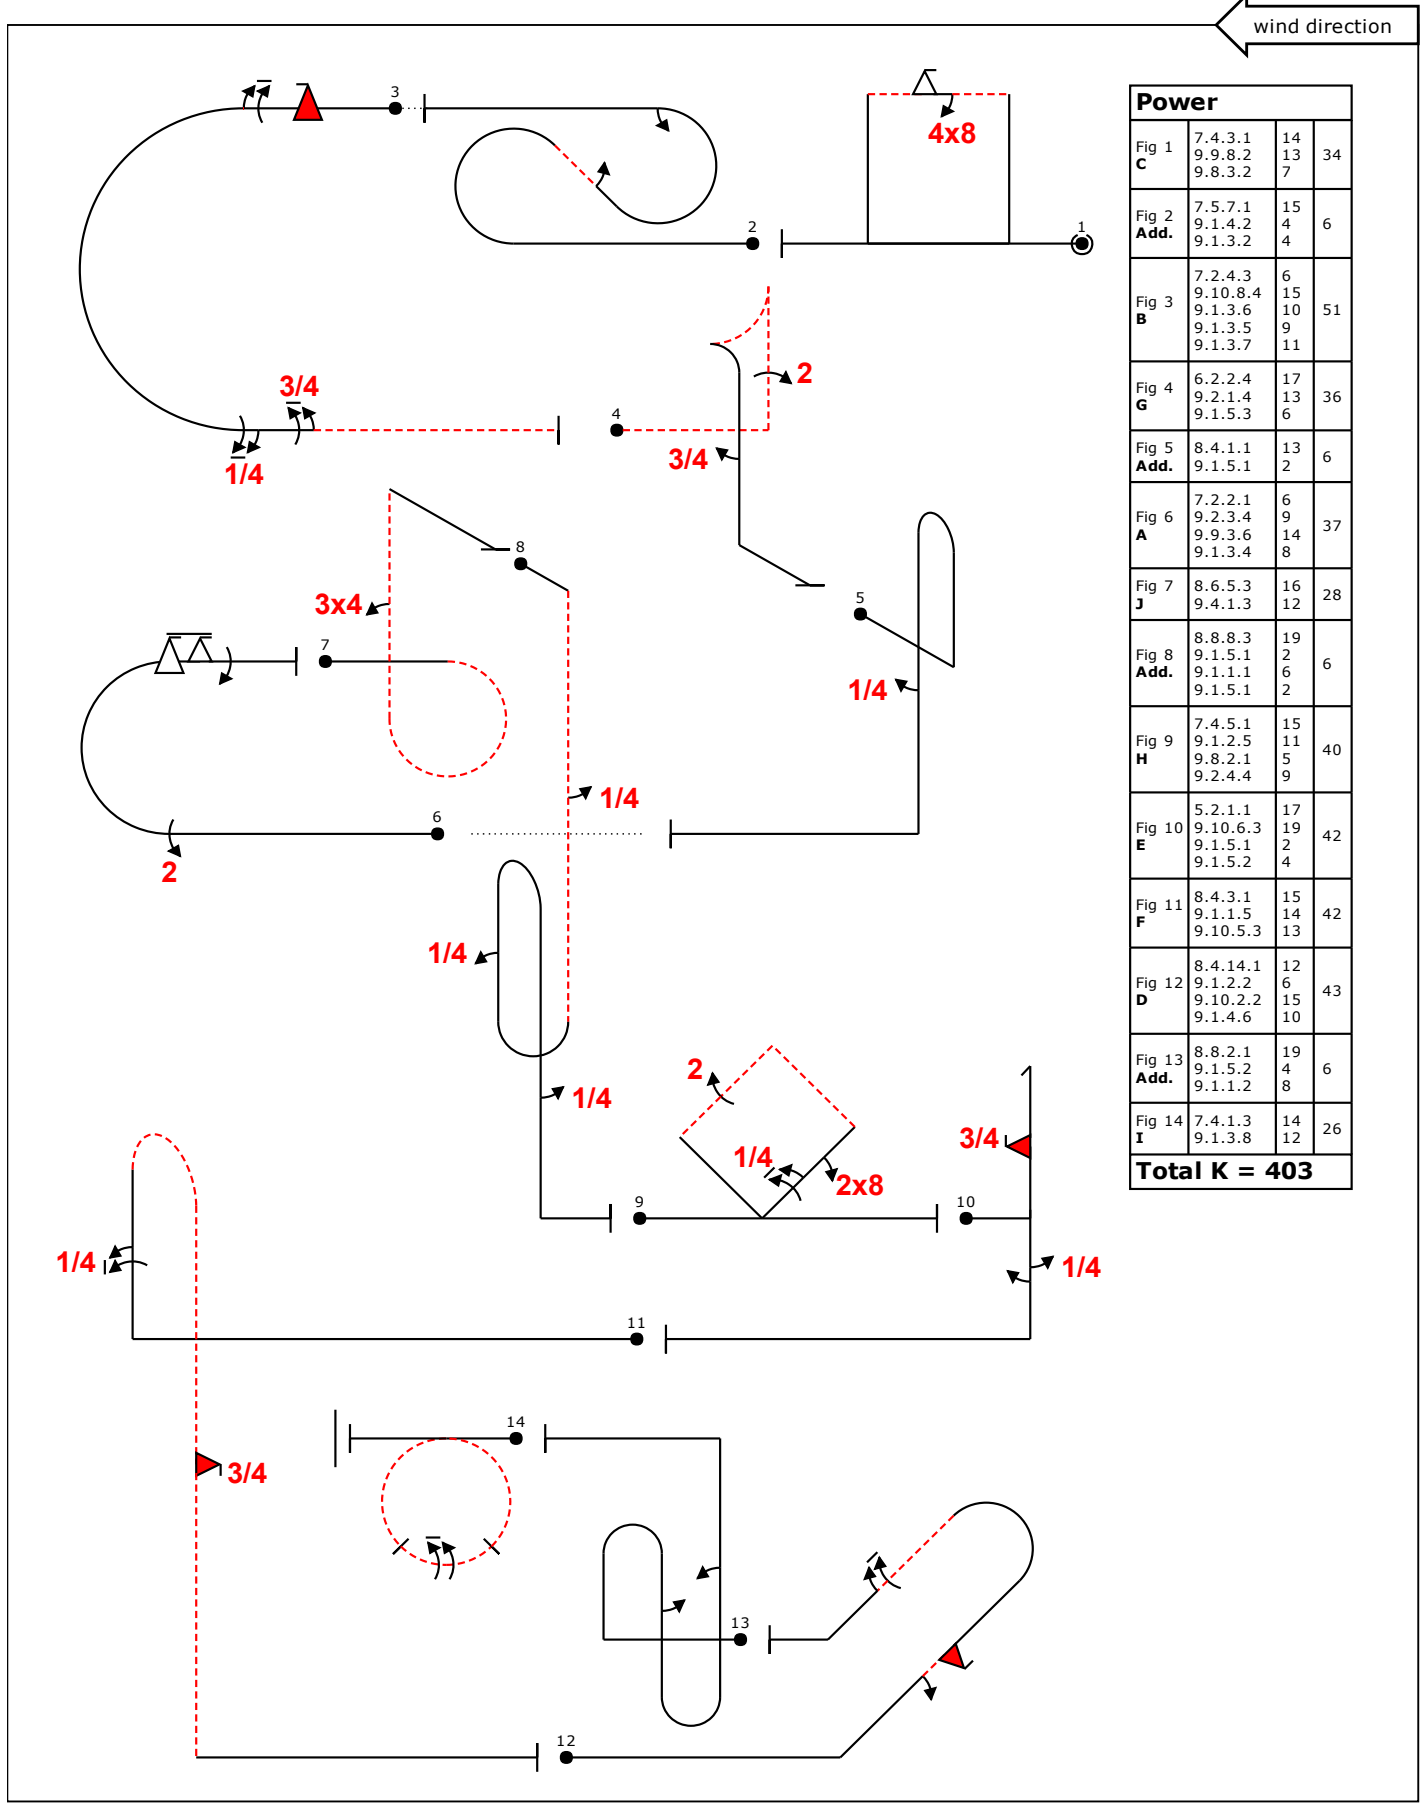 wind direction
3
4x8
1
2
3/4
1/4
4
2
3/4
8
5
3x4
7
1/4
1/4
6
2
1/4
1/4
2
1/4
2x8
9
3/4
10
1/4
1/4
11
14
3/4
13
12
Power
Fig 1 7.4.3.1 14 34
C 9.9.8.2 13
9.8.3.2 7
Fig 2 7.5.7.1 15 6
Add. 9.1.4.2 4
9.1.3.2 4
Fig 3 7.2.4.3 6 51
B 9.10.8.4 15
9.1.3.6 10
9.1.3.5 9
9.1.3.7 11
Fig 4 6.2.2.4 17 36
G 9.2.1.4 13
9.1.5.3 6
Fig 5 8.4.1.1 13 6
Add. 9.1.5.1 2
Fig 6 7.2.2.1 6 37
A 9.2.3.4 9
9.9.3.6 14
9.1.3.4 8
Fig 7 8.6.5.3 16 28
J 9.4.1.3 12
Fig 8 8.8.8.3 19 6
Add. 9.1.5.1 2
9.1.1.1 6
9.1.5.1 2
Fig 9 7.4.5.1 15 40
H 9.1.2.5 11
9.8.2.1 5
9.2.4.4 9
Fig 10 5.2.1.1 17 42
E 9.10.6.3 19
9.1.5.1 2
9.1.5.2 4
Fig 11 8.4.3.1 15 42
F 9.1.1.5 14
9.10.5.3 13
Fig 12 8.4.14.1 12 43
D 9.1.2.2 6
9.10.2.2 15
9.1.4.6 10
Fig 13 8.8.2.1 19 6
Add. 9.1.5.2 4
9.1.1.2 8
Fig 14 7.4.1.3 14 26
I 9.1.3.8 12
Total K = 403